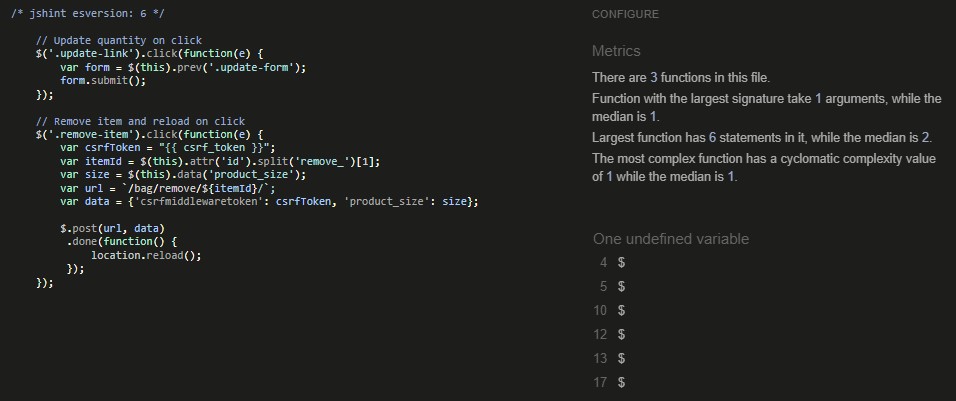 /* jshint esversion: 6 */
// Update quantity on click
$('.update-link').click(function(e) {
var form = $(this).prev('.update-form');
form.submit();
});
// Remove item and reload on click
$('.remove-item').click(function(e) {
var csrfToken = "{{ csrf_token }}";
var itemId = $(this).attr('id').split('remove_')[1];
var size = $(this).data('product_size');
var url = `/bag/remove/${itemId}/`;
var data = {'csrfmiddlewaretoken': csrfToken, 'product_size': size};
$.post(url, data)
.done(function() {
location.reload();
});
});
CONFIGURE
Metrics
There are 3 functions in this file.
Function with the largest signature take 1 arguments, while the
median is 1.
Largest function has 6 statements in it, while the median is 2.
The most complex function has a cyclomatic complexity value
of 1 while the median is 1.
One undefined variable
4 $
5 $
10 $
12 $
13 $
17 $